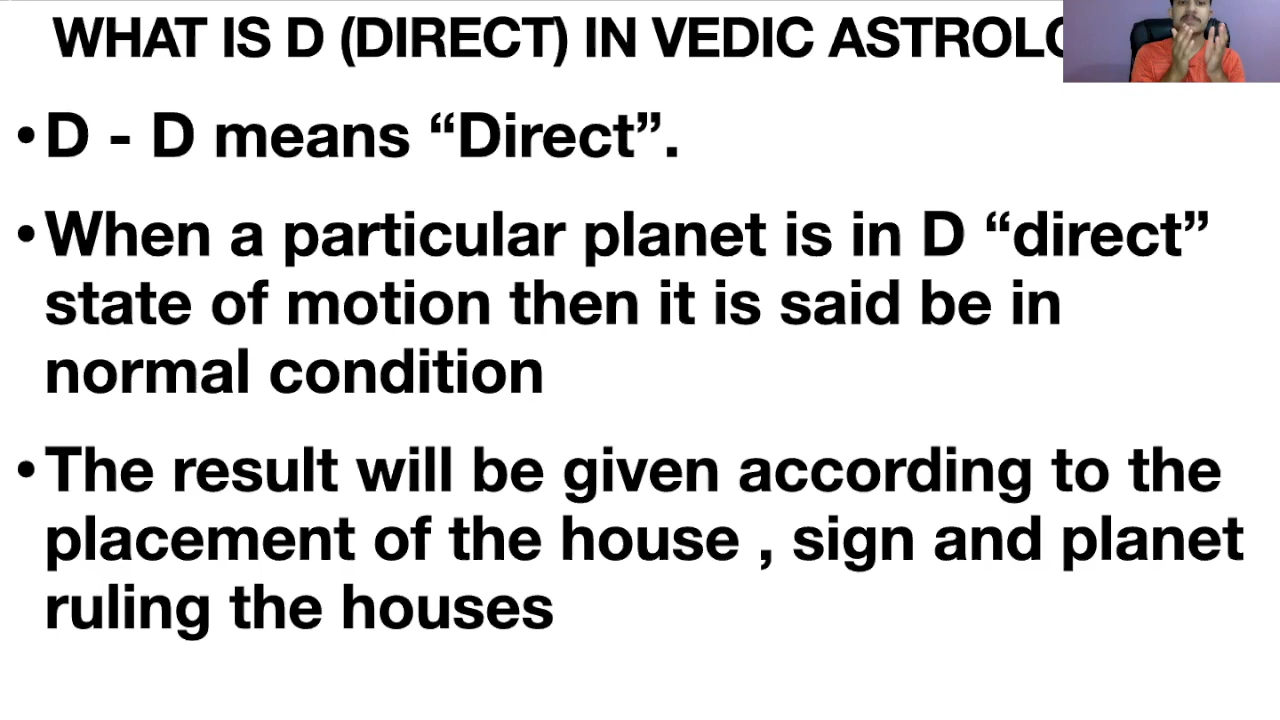 WHAT IS D (DIRECT) IN VEDIC
• D - D means “Direct”.
• When a particular planet is in D “direct”
state of motion then it is said be in
normal condition
• The result will be given according to the
placement of the house , sign and planet
ruling the houses